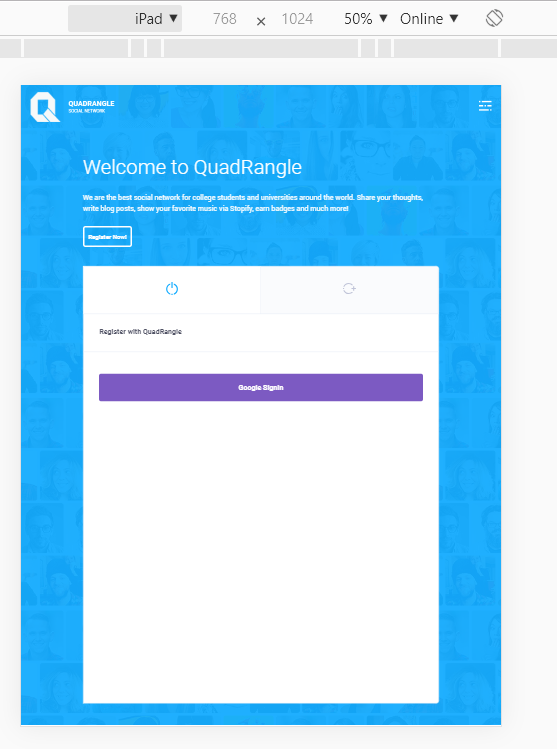 iPad ▼ 768 × 1024 50% ▼ Online ▼
QUADRANGLE
SOCIAL NETWORK
Welcome to QuadRangle
We are the best social network for college students and universities around the world. Share your thoughts,
write blog posts, show your favorite music via Stopify, earn badges and much more!
Register Now!
Register with QuadRangle
Google Signin